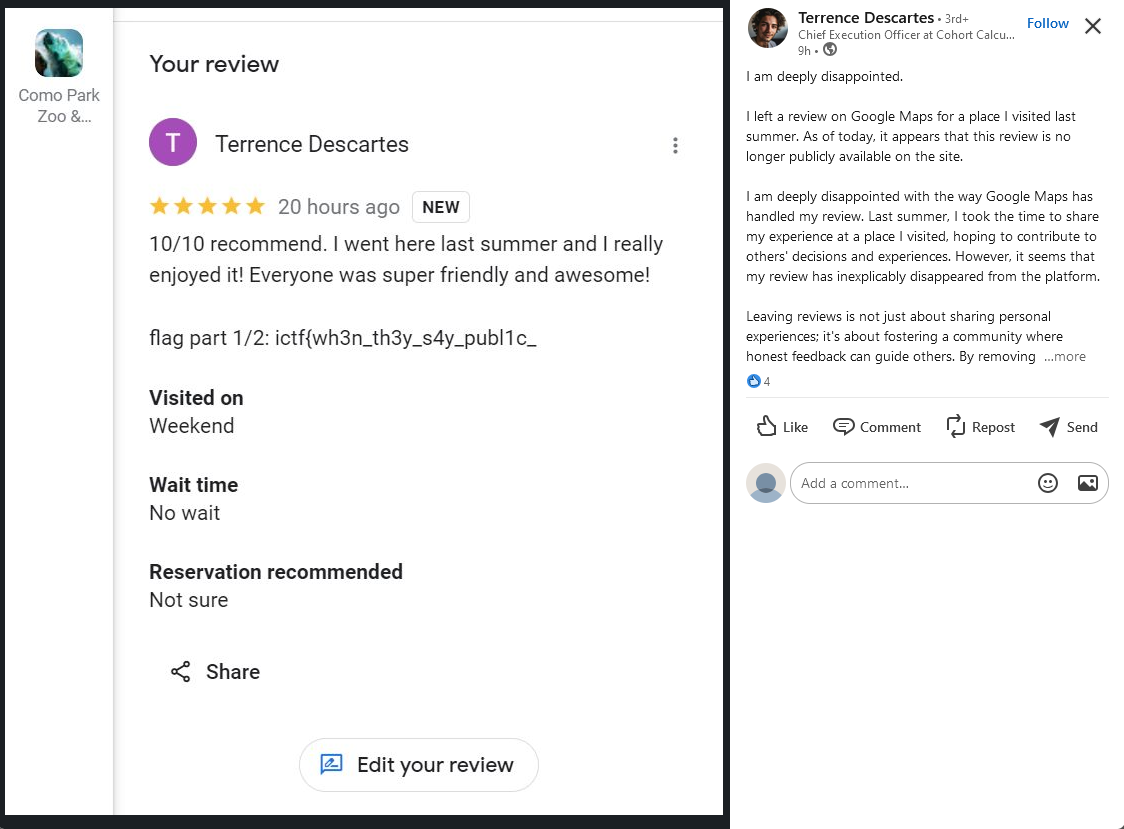 Como Park
Zoo &...
Your review
T
Terrence Descartes
20 hours ago NEW
10/10 recommend. I went here last summer and I really
enjoyed it! Everyone was super friendly and awesome!
flag part 1/2: ictf{wh3n_th3y_s4y_publ1c_
Visited on
Weekend
Wait time
No wait
Reservation recommended
Not sure
Share
Edit your review
Terrence Descartes • 3rd+
Follow
Chief Execution Officer at Cohort Calcu...
9h •
I am deeply disappointed.
I left a review on Google Maps for a place I visited last
summer. As of today, it appears that this review is no
longer publicly available on the site.
I am deeply disappointed with the way Google Maps has
handled my review. Last summer, I took the time to share
my experience at a place I visited, hoping to contribute to
others' decisions and experiences. However, it seems that
my review has inexplicably disappeared from the platform.
Leaving reviews is not just about sharing personal
experiences; it's about fostering a community where
honest feedback can guide others. By removing ...more
4
Like Comment Repost Send
Add a comment...